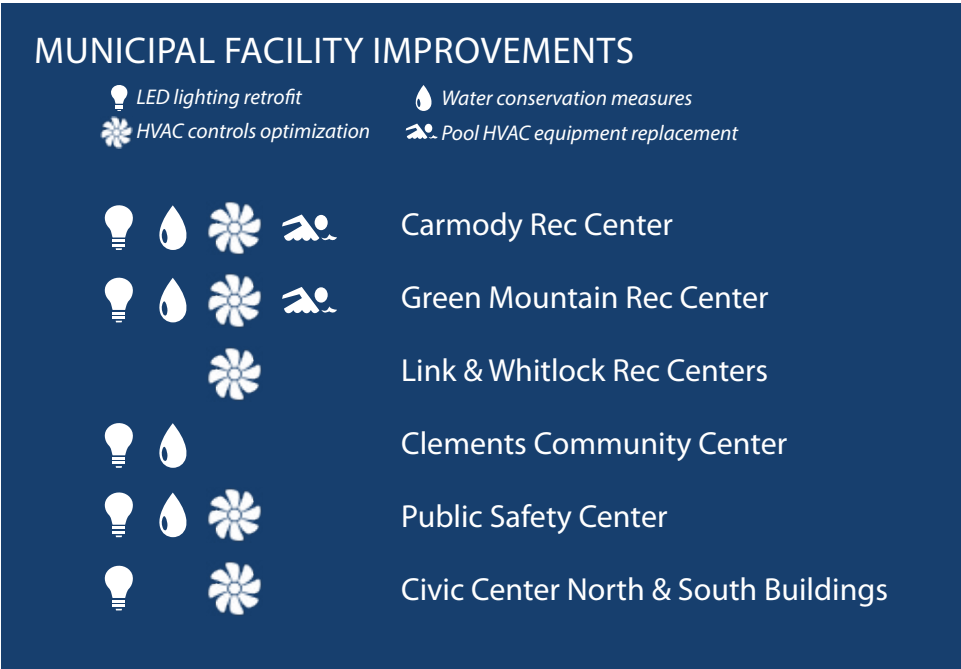 MUNICIPAL FACILITY IMPROVEMENTS
LED lighting retrofit
Water conservation measures
HVAC controls optimization
Pool HVAC equipment replacement
Carmody Rec Center
Green Mountain Rec Center
Link & Whitlock Rec Centers
Clements Community Center
Public Safety Center
Civic Center North & South Buildings